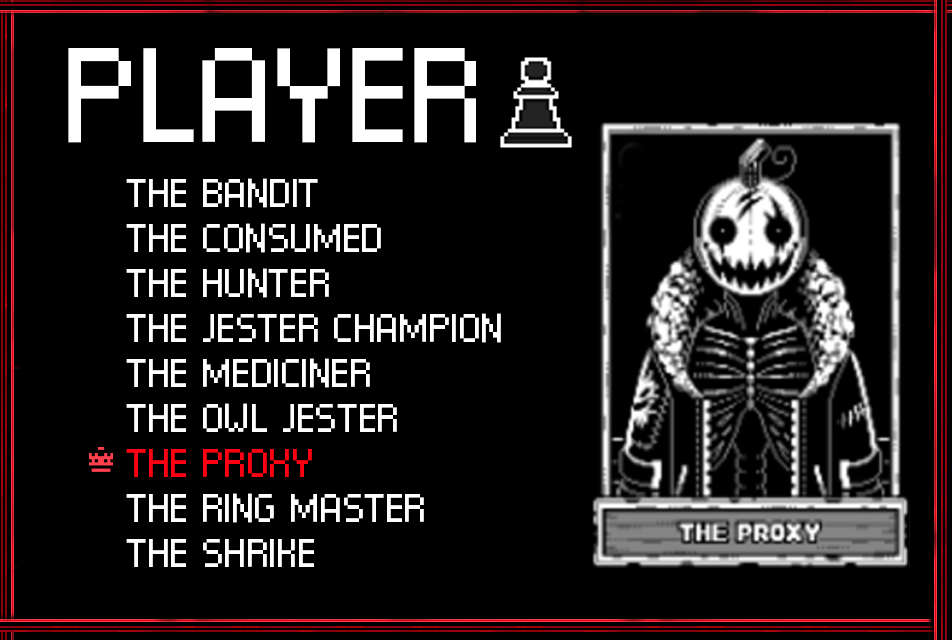 PLAYER
THE BANDIT
THE CONSUMED
THE HUNTER
THE JESTER CHAMPION
THE MEDICINER
THE OWL JESTER
THE PROXY
THE RING MASTER
THE SHRIKE
THE PROXY